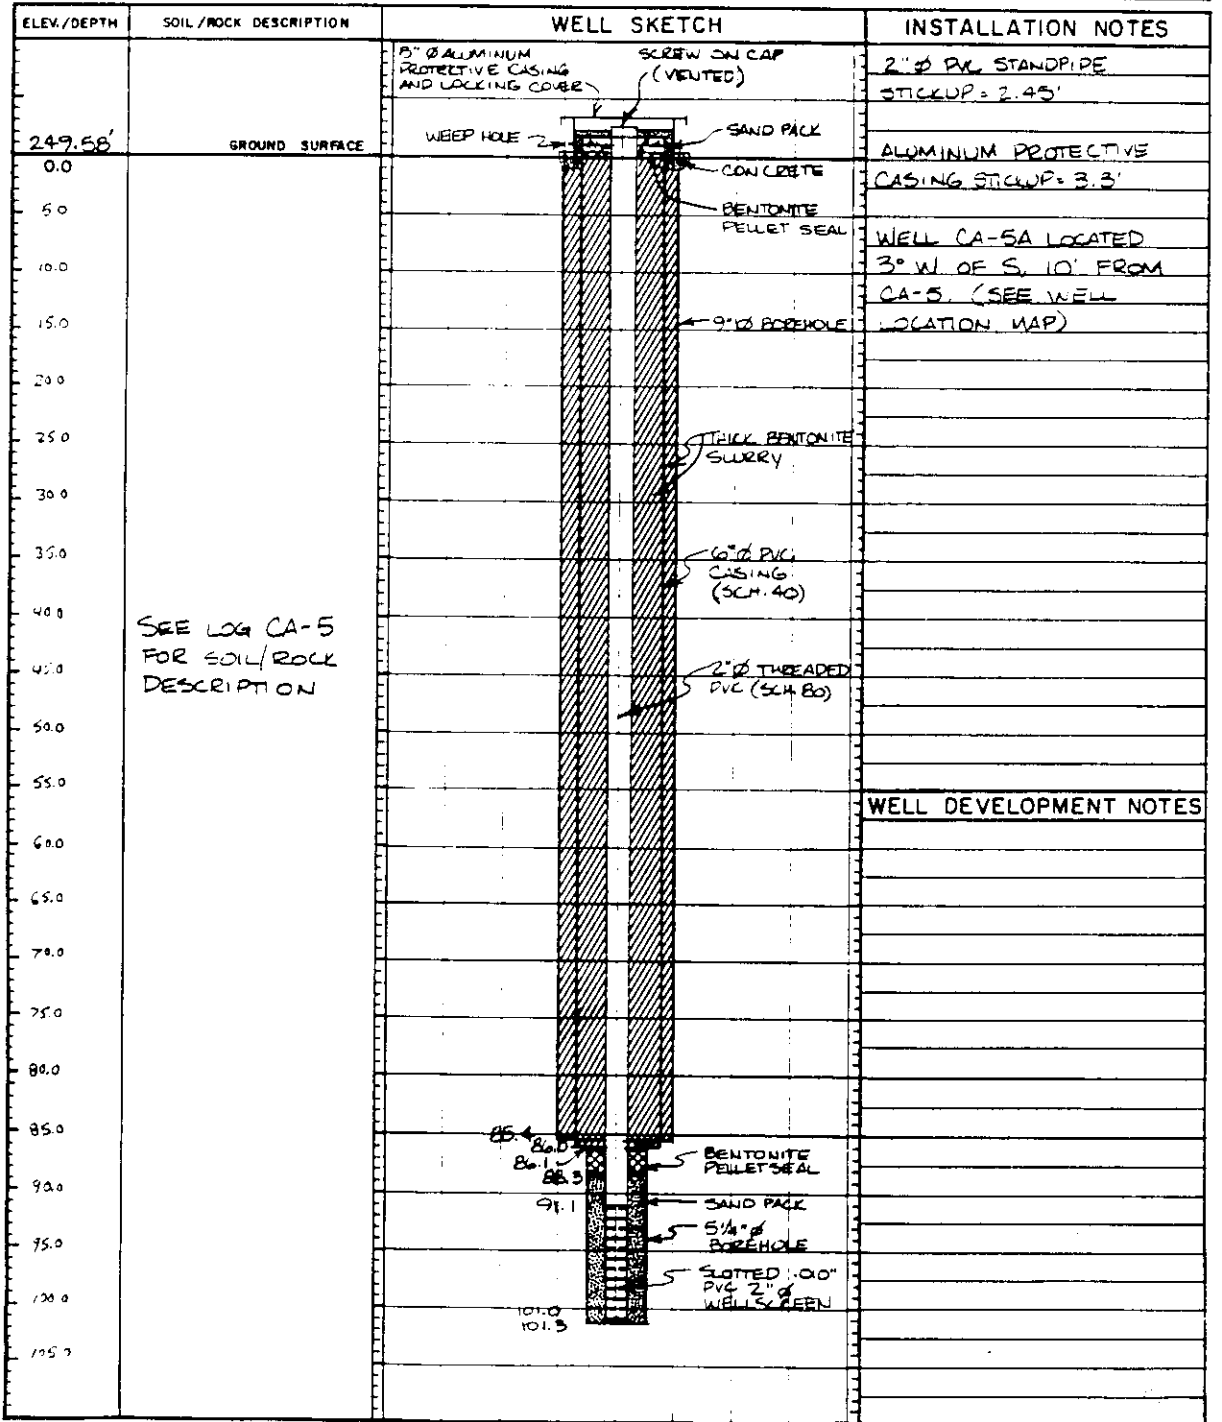 ELEV./DEPTH
SOIL/ROCK DESCRIPTION
WELL SKETCH
INSTALLATION NOTES
249.58'
GROUND SURFACE
0.0
5.0
10.0
15.0
20.0
25.0
30.0
35.0
40.0
45.0
50.0
55.0
60.0
65.0
70.0
75.0
80.0
85.0
90.0
95.0
100.0
105.0
SEE LOG CA-5
FOR SOIL/ROCK
DESCRIPTION
Ø ALUMINUM
PROTECTIVE CASING
AND LOCKING COVER
SCREW ON CAP
(VENTED)
WEEP HOLE
SAND PACK
CONCRETE
BENTONITE
PELLET SEAL
9"Ø BOREHOLE
THICK BENTONITE
SLURRY
6"Ø PVC
CASING
(SCH. 40)
2"Ø THREADED
PVC (SCH 80)
86.0
86.1
88.3
91.1
BENTONITE
PELLET SEAL
SAND PACK
5 1/4"Ø
BOREHOLE
SLOTTED
PVC 2"Ø
WELLSCREEN
101.0
101.3
2"Ø PVC STANDPIPE
STICKUP = 2.45'
ALUMINUM PROTECTIVE
CASING STICKUP = 3.3'
WELL CA-5A LOCATED
3° W OF S, 10' FROM
CA-5. (SEE WELL
LOCATION MAP)
WELL DEVELOPMENT NOTES